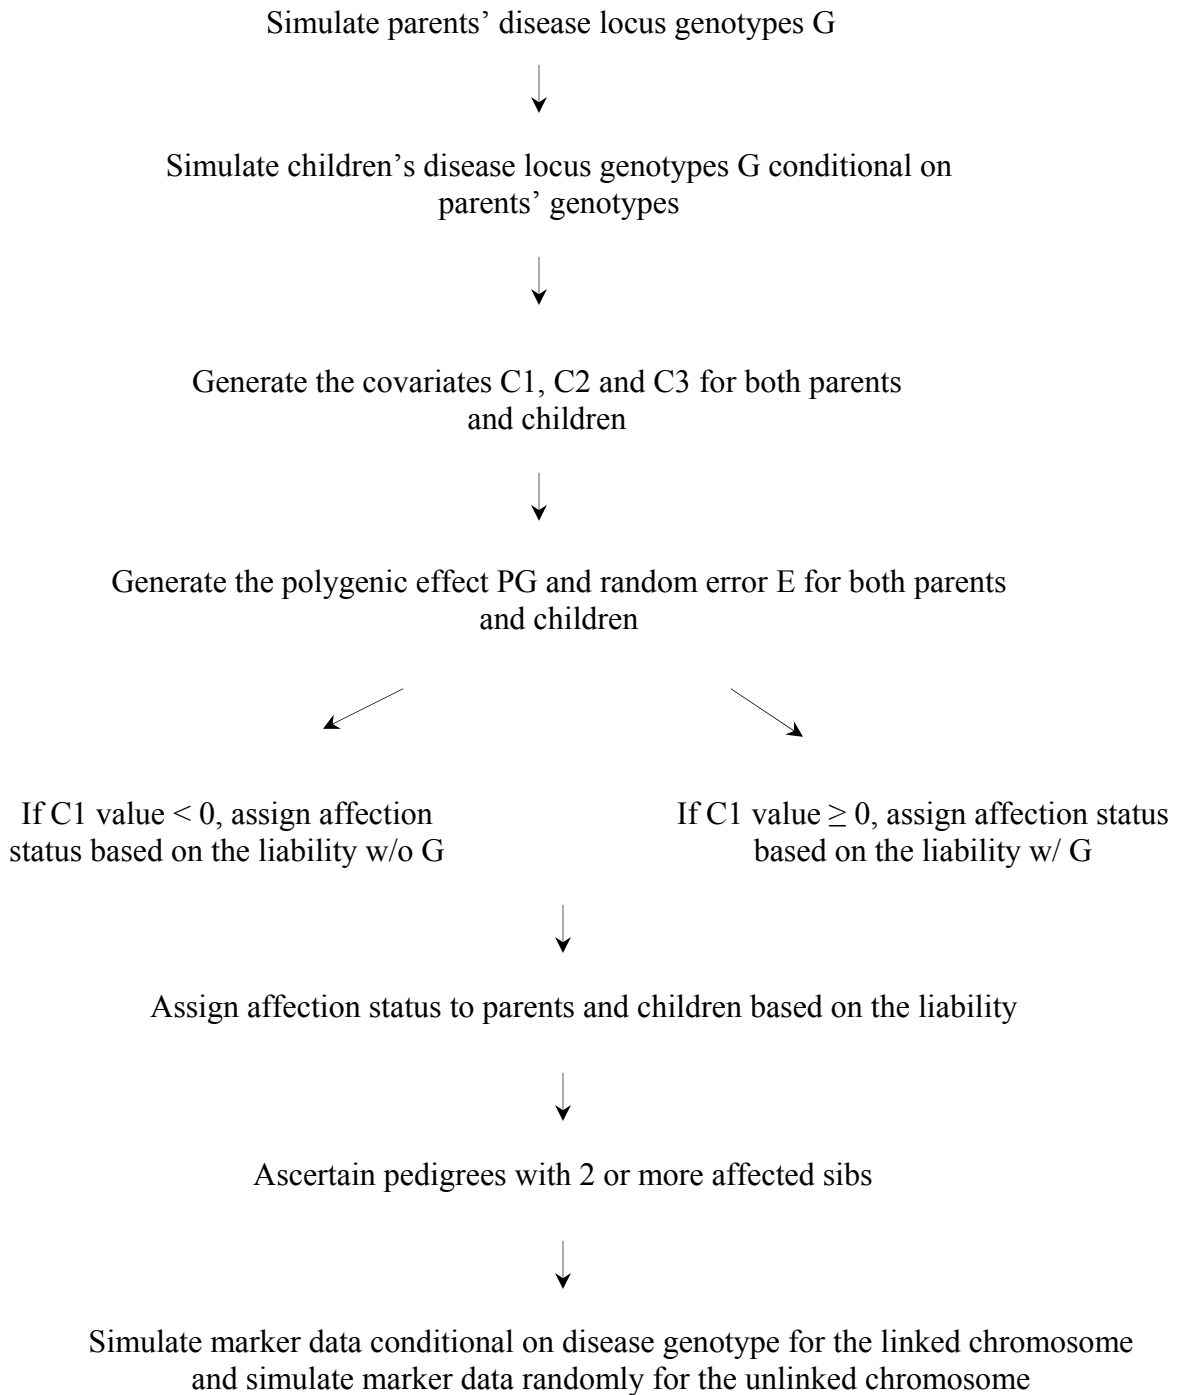 Simulate parents’ disease locus genotypes G
Simulate children’s disease locus genotypes G conditional on
parents’ genotypes
Generate the covariates C1, C2 and C3 for both parents
and children
Generate the polygenic effect PG and random error E for both parents
and children
If C1 value < 0, assign affection
status based on the liability w/o G
If C1 value ≥ 0, assign affection status
based on the liability w/ G
Assign affection status to parents and children based on the liability
Ascertain pedigrees with 2 or more affected sibs
Simulate marker data conditional on disease genotype for the linked chromosome
and simulate marker data randomly for the unlinked chromosome